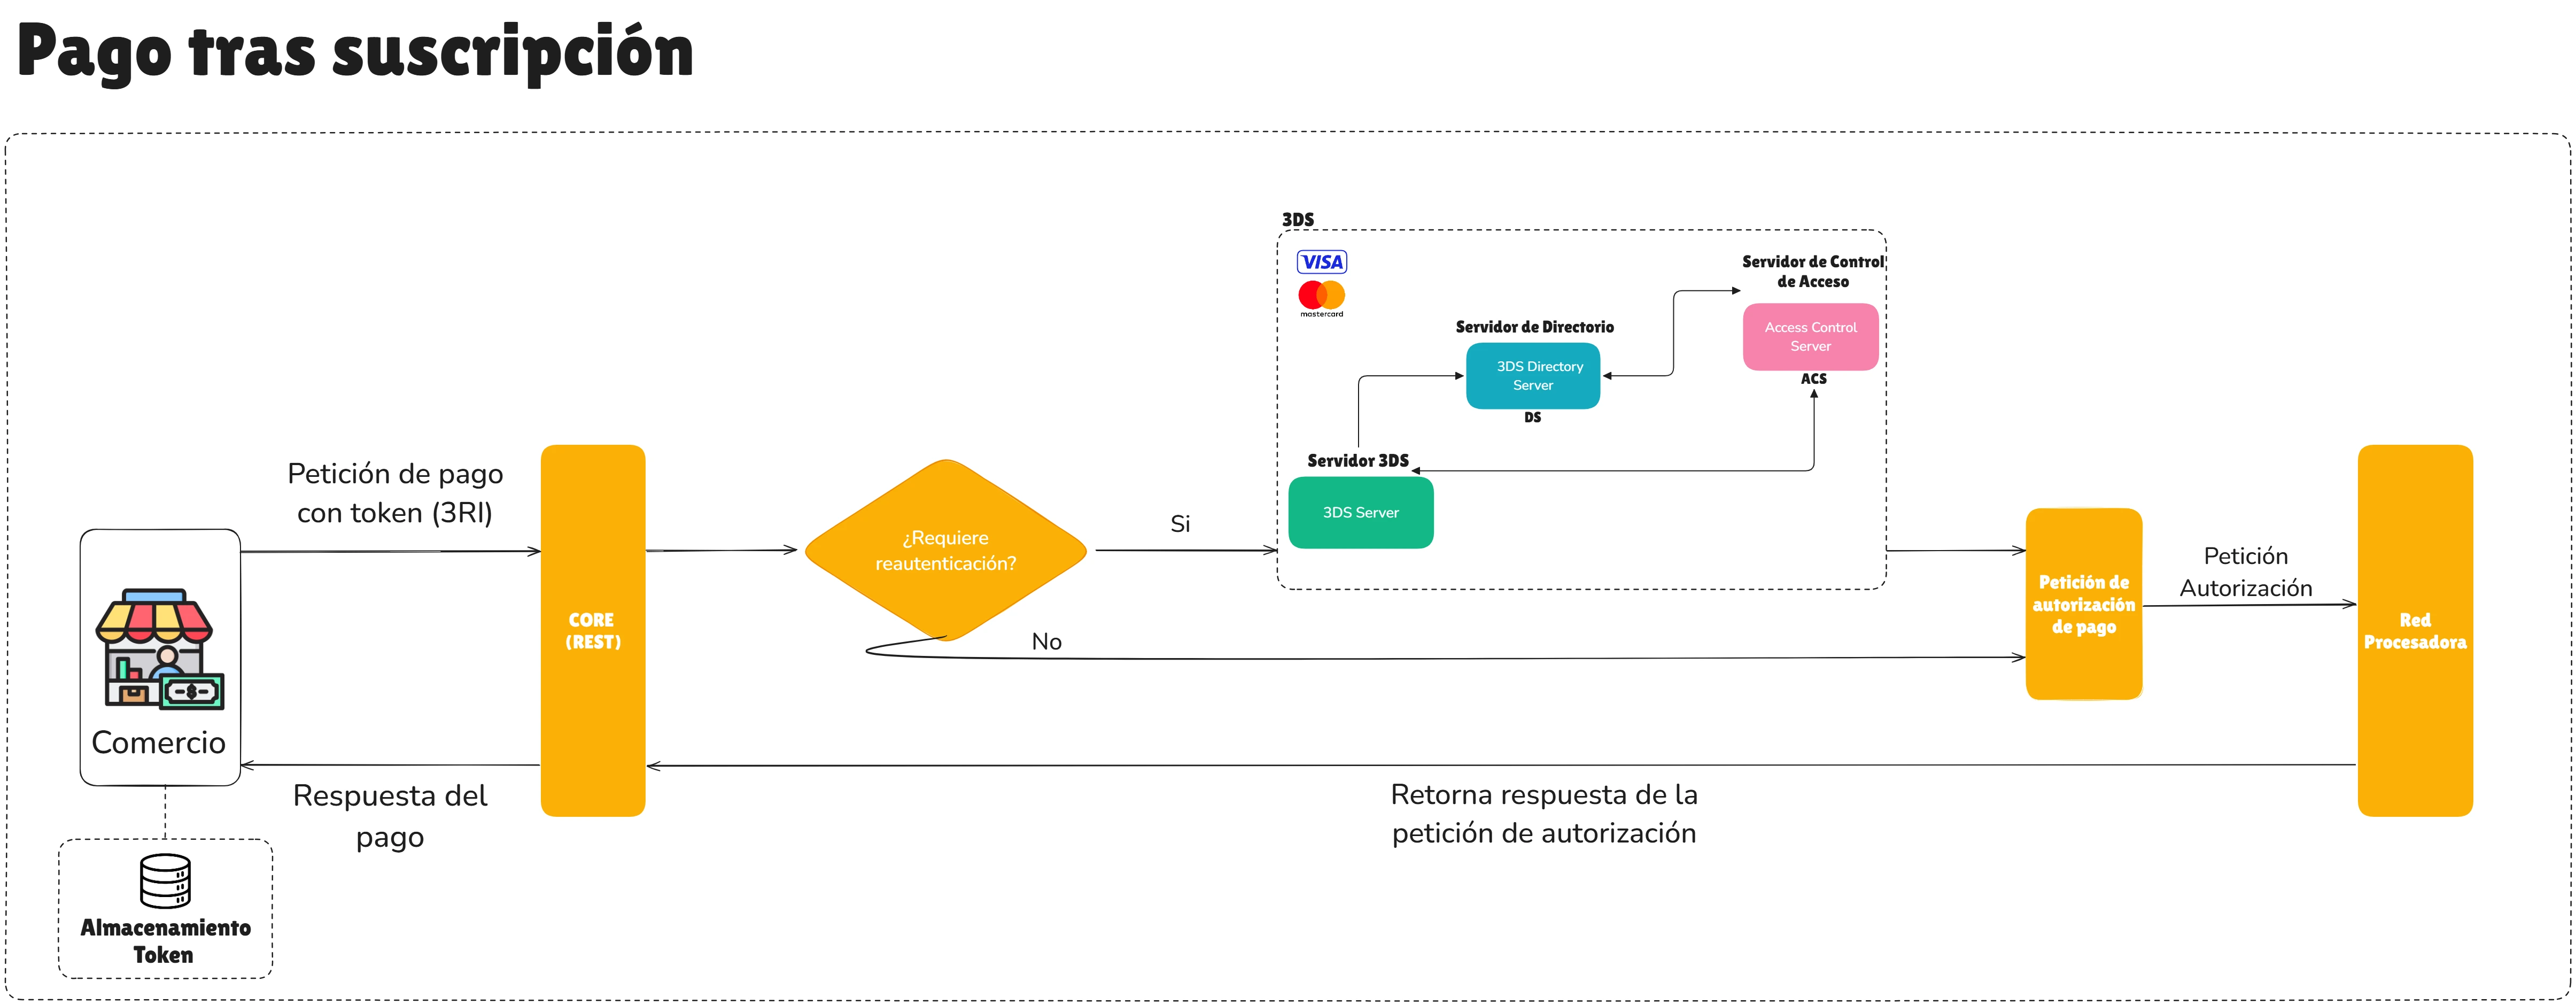 Pago tras suscripción
3DS
VISA
mastercard
Servidor de Control
de Acceso
Access Control
Server
ACS
Servidor de Directorio
3DS Directory
Server
DS
Servidor 3DS
3DS Server
Petición de pago
con token (3RI)
CORE
(REST)
¿Requiere
reautenticación?
Si
No
Petición de
autorización
de pago
Petición
Autorización
Red
Procesadora
Comercio
Respuesta del
pago
Retorna respuesta de la
petición de autorización
Almacenamiento
Token